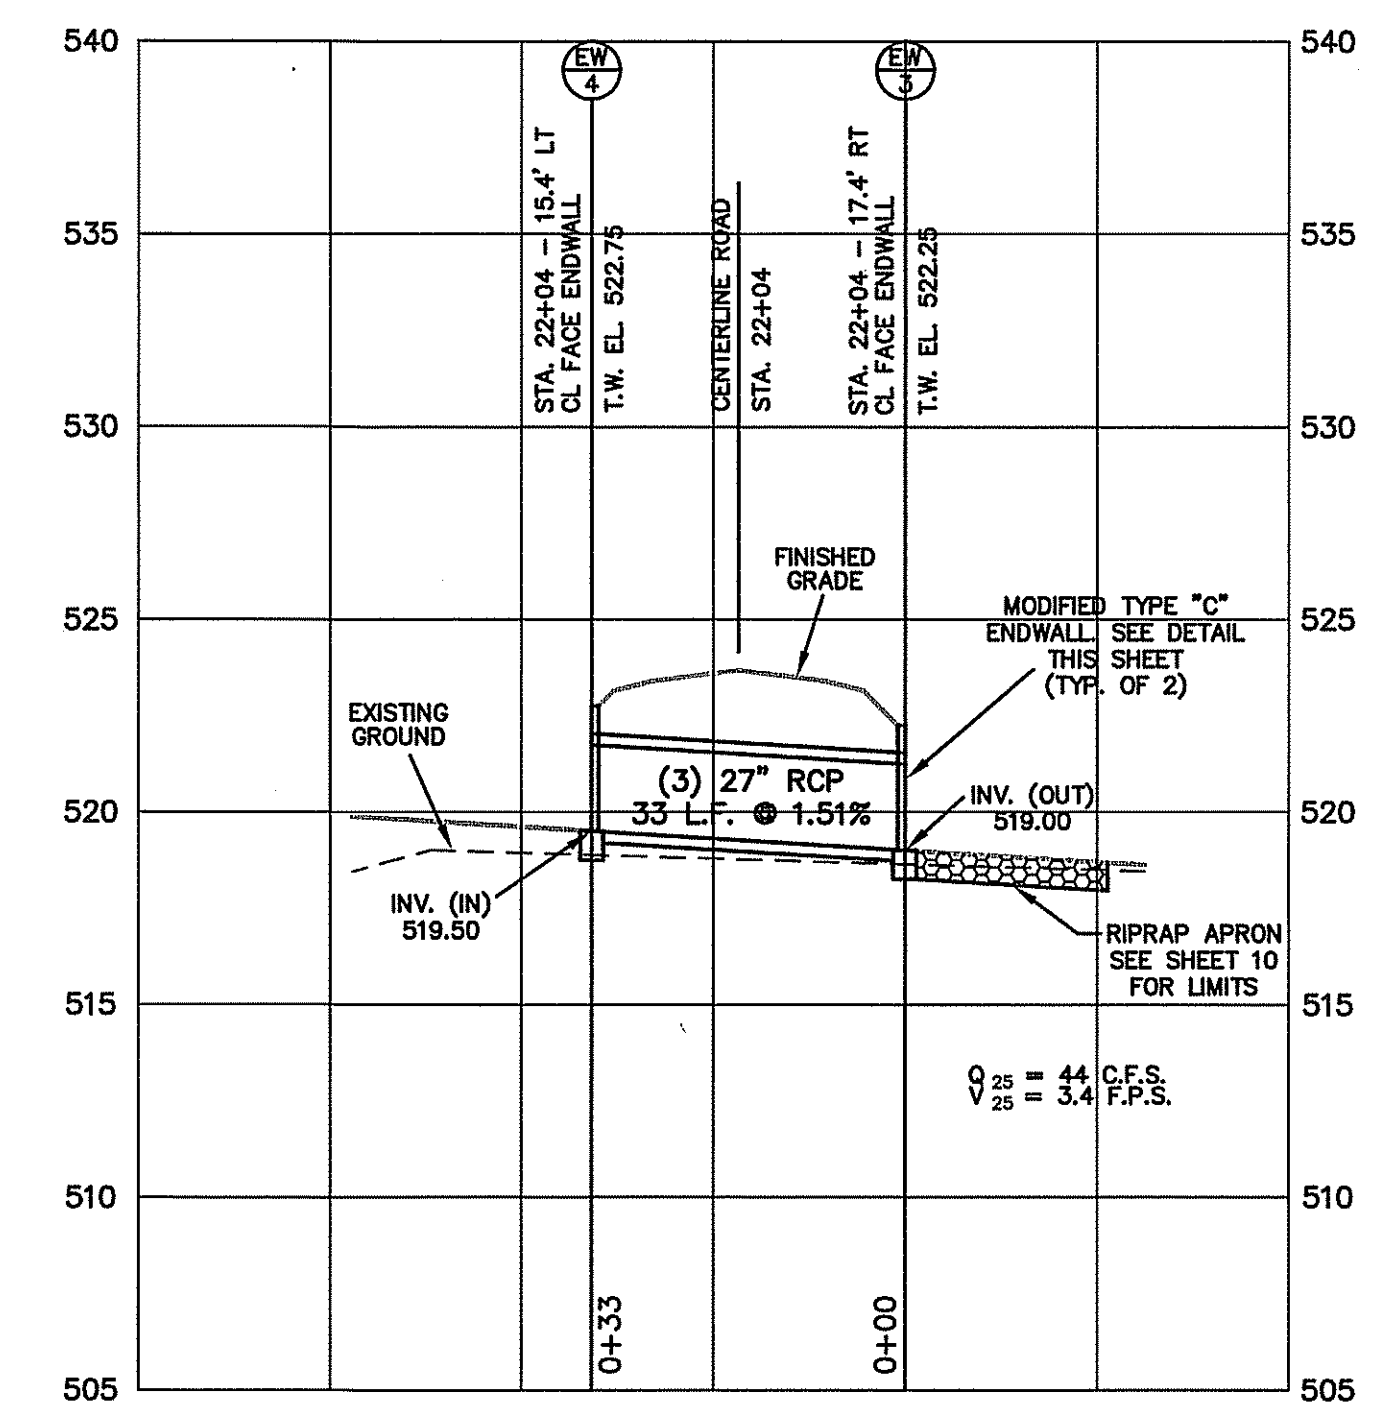 540
540
EW
4
EW
3
STA. 22+04 - 15.4' LT
CL FACE ENDWALL
T.W. EL. 522.75
CENTERLINE ROAD
STA. 22+04
STA. 22+04 - 17.4' RT
CL FACE ENDWALL
T.W. EL. 522.25
535
535
530
530
FINISHED
GRADE
525
525
MODIFIED TYPE "C"
ENDWALL. SEE DETAIL
THIS SHEET
(TYP. OF 2)
EXISTING
GROUND
(3) 27" RCP
33 L.F. @ 1.51%
INV. (OUT)
519.00
520
520
INV. (IN)
519.50
RIPRAP APRON
SEE SHEET 10
FOR LIMITS
515
515
Q 25 = 44 C.F.S.
V 25 = 3.4 F.P.S.
510
510
0+33
0+00
505
505